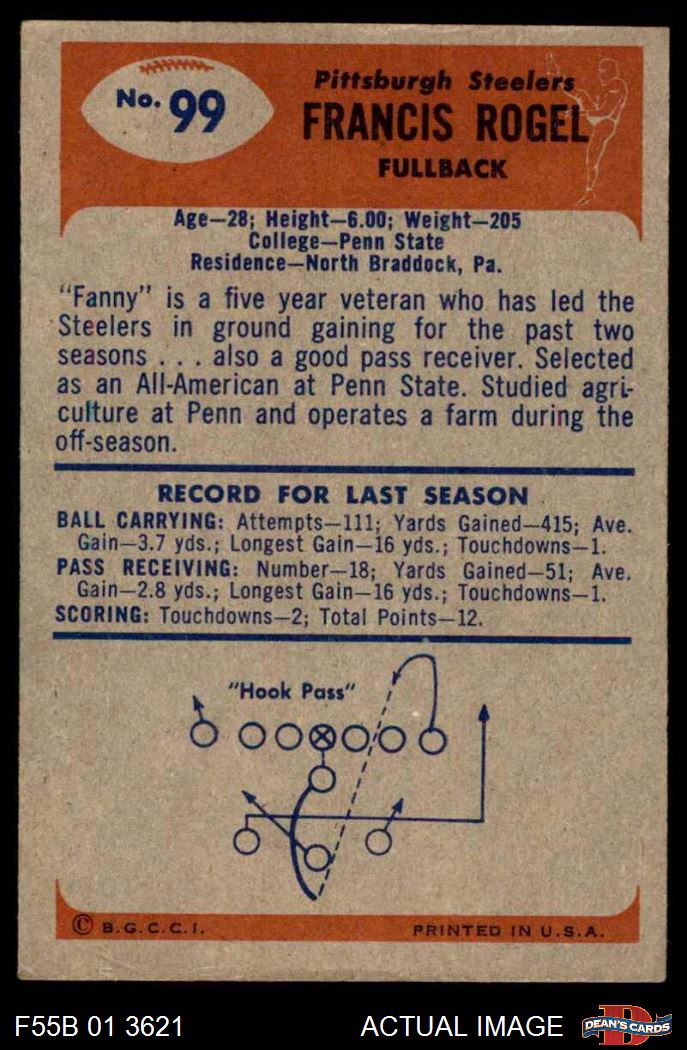 No. 99
Pittsburgh Steelers
FRANCIS ROGEL
FULLBACK
Age—28; Height—6.00; Weight—205
College—Penn State
Residence—North Braddock, Pa.
"Fanny" is a five year veteran who has led the
Steelers in ground gaining for the past two
seasons . . . also a good pass receiver. Selected
as an All-American at Penn State. Studied agri-
culture at Penn and operates a farm during the
off-season.
RECORD FOR LAST SEASON
BALL CARRYING: Attempts—111; Yards Gained—415; Ave.
Gain—3.7 yds.; Longest Gain—16 yds.; Touchdowns—1.
PASS RECEIVING: Number—18; Yards Gained—51; Ave.
Gain—2.8 yds.; Longest Gain—16 yds.; Touchdowns—1.
SCORING: Touchdowns—2; Total Points—12.
"Hook Pass"
© B.G.C.C.I. PRINTED IN U.S.A.
F55B 01 3621 ACTUAL IMAGE D DEAN'S CARDS